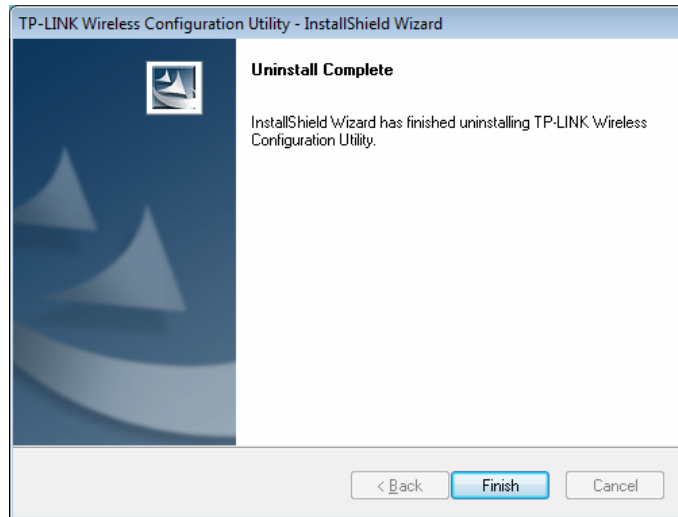 TP-LINK Wireless Configuration Utility - InstallShield Wizard
Uninstall Complete
InstallShield Wizard has finished uninstalling TP-LINK Wireless
Configuration Utility.
< Back
Finish
Cancel